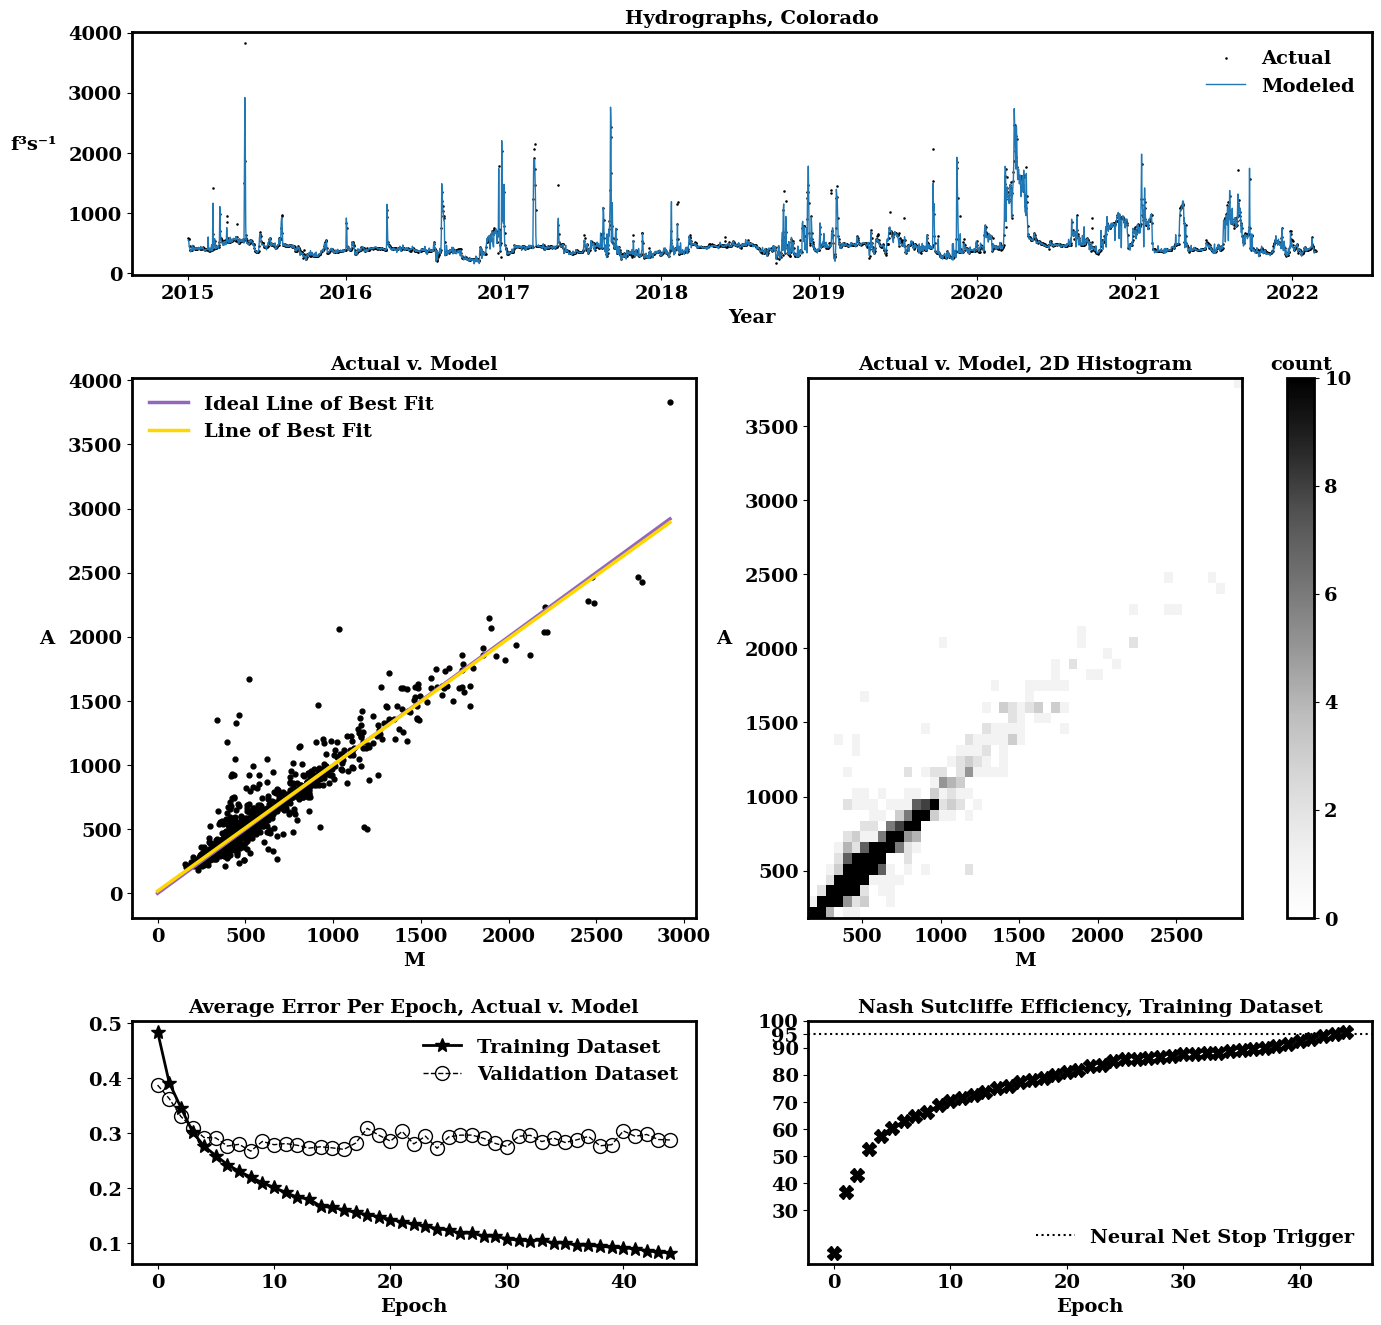 Hydrographs, Colorado
4000
3000
2000
1000
0
f³s⁻¹
Actual
Modeled
2015 2016 2017 2018 2019 2020 2021 2022
Year
Actual v. Model
4000
3500
3000
2500
2000
1500
1000
500
0
A
Ideal Line of Best Fit
Line of Best Fit
0 500 1000 1500 2000 2500 3000
M
Actual v. Model, 2D Histogram
3500
3000
2500
2000
1500
1000
500
A
500 1000 1500 2000 2500
M
count
10
8
6
4
2
0
Average Error Per Epoch, Actual v. Model
0.5
0.4
0.3
0.2
0.1
Training Dataset
Validation Dataset
0 10 20 30 40
Epoch
Nash Sutcliffe Efficiency, Training Dataset
100
95
90
80
70
60
50
40
30
Neural Net Stop Trigger
0 10 20 30 40
Epoch